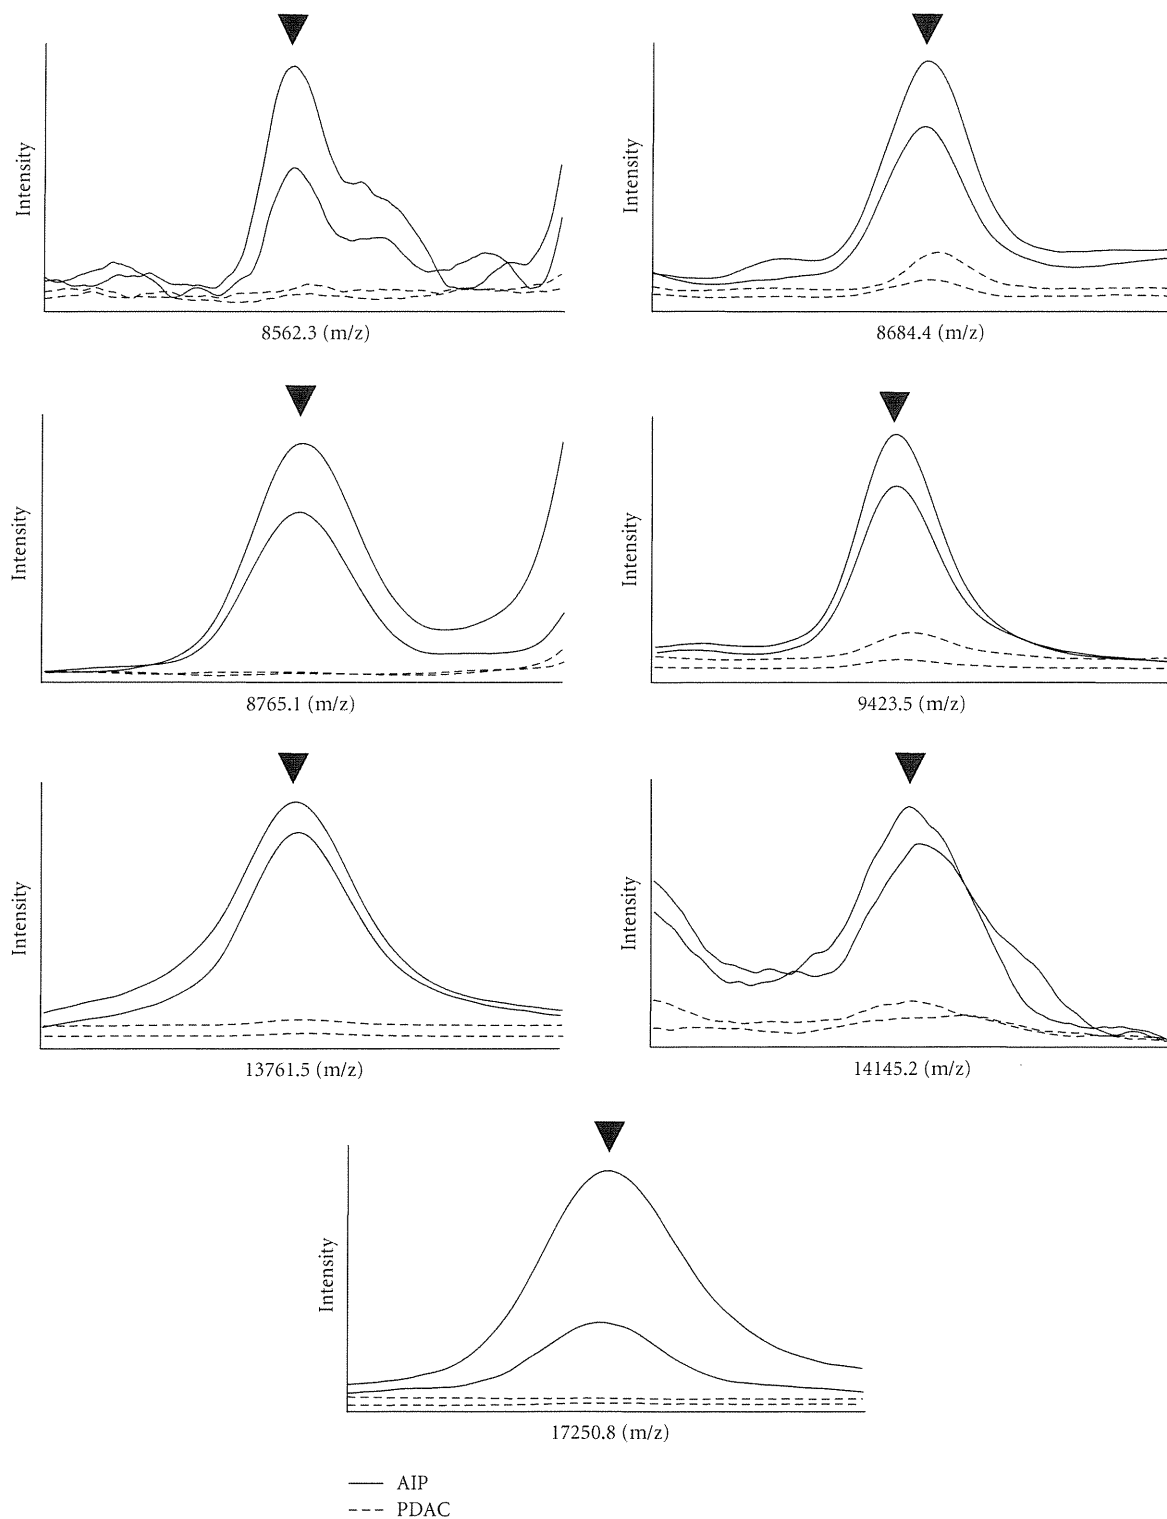 Intensity
8562.3 (m/z)
Intensity
8684.4 (m/z)
Intensity
8765.1 (m/z)
Intensity
9423.5 (m/z)
Intensity
13761.5 (m/z)
Intensity
14145.2 (m/z)
Intensity
17250.8 (m/z)
AIP
PDAC